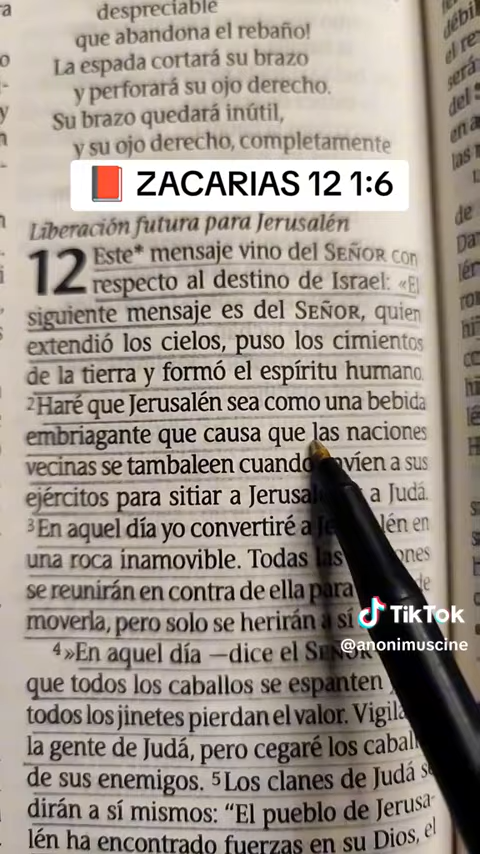 despreciable
que abandona el rebaño!
La espada cortará su brazo
y perforará su ojo derecho.
Su brazo quedará inútil,
y su ojo derecho, completamente
ZACARIAS 12 1:6
Liberación futura para Jerusalén
12 Este* mensaje vino del SEÑOR con
respecto al destino de Israel: «El
siguiente mensaje es del SEÑOR, quien
extendió los cielos, puso los cimientos
de la tierra y formó el espíritu humano.
2Haré que Jerusalén sea como una bebida
embriagante que causa que las naciones
vecinas se tambaleen cuando envíen a sus
ejércitos para sitiar a a Judá.
3En aquel día yo convertiré a en
una roca inamovible. Todas las
se reunirán en contra de ella para de
moverla, pero solo se herirán a sí
TikTok
@anonimuscine
4»En aquel día —dice el SEÑOR
que todos los caballos se espanten
todos los jinetes pierdan el valor.
la gente de Judá, pero cegaré los
de sus enemigos. 5Los clanes de Judá
dirán a sí mismos: “El pueblo de Jerusa-
lén ha encontrado fuerzas en su Dios, el